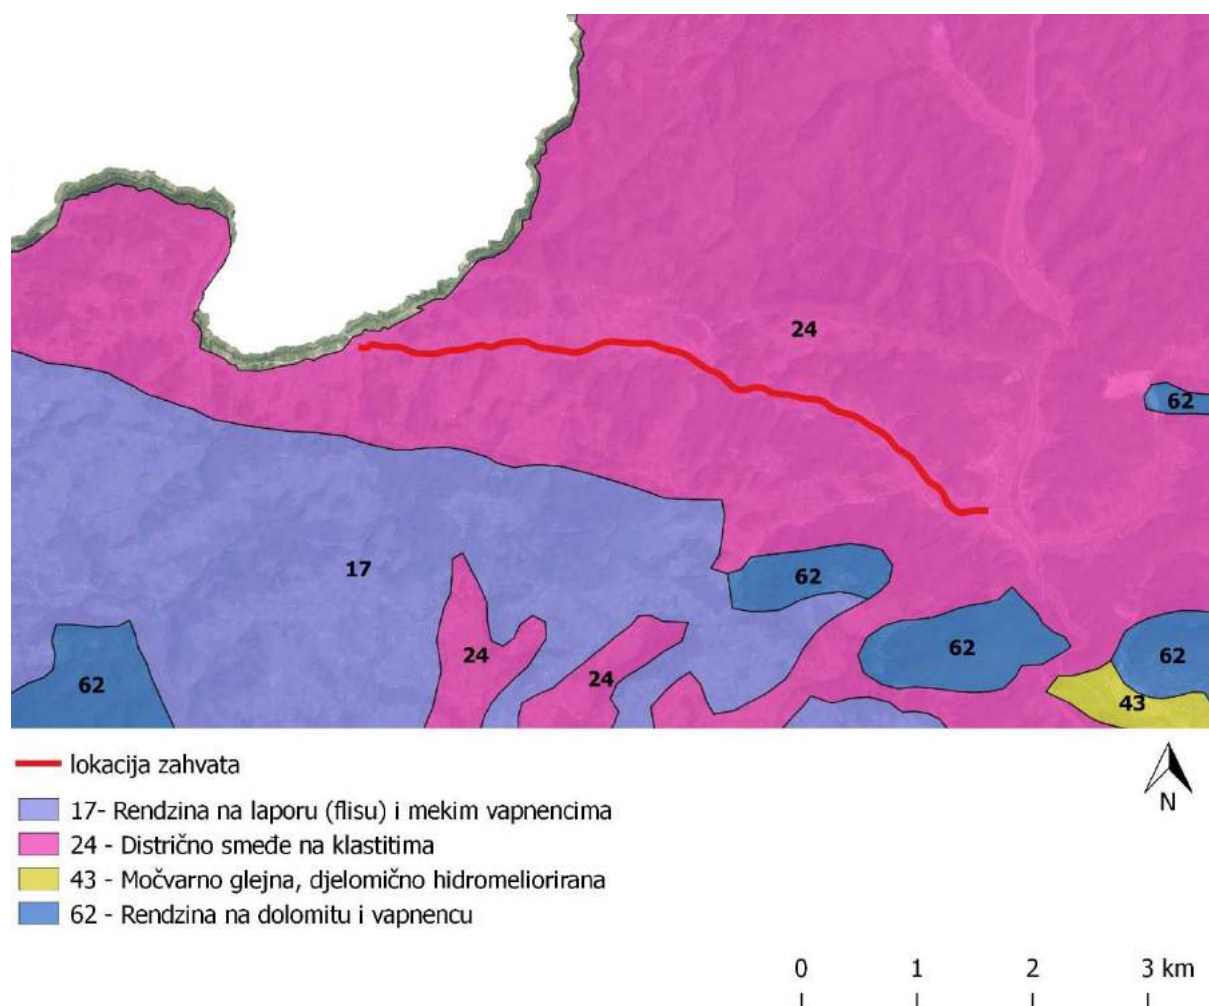 24
62
17
62
24
62
62
24
62
43
lokacija zahvata
17- Rendzina na laporu (flisu) i mekim vapnencima
24 - Distrično smeđe na klastitima
43 - Močvarno glejna, djelomično hidromeliorirana
62 - Rendzina na dolomitu i vapnencu
N
0 1 2 3 km